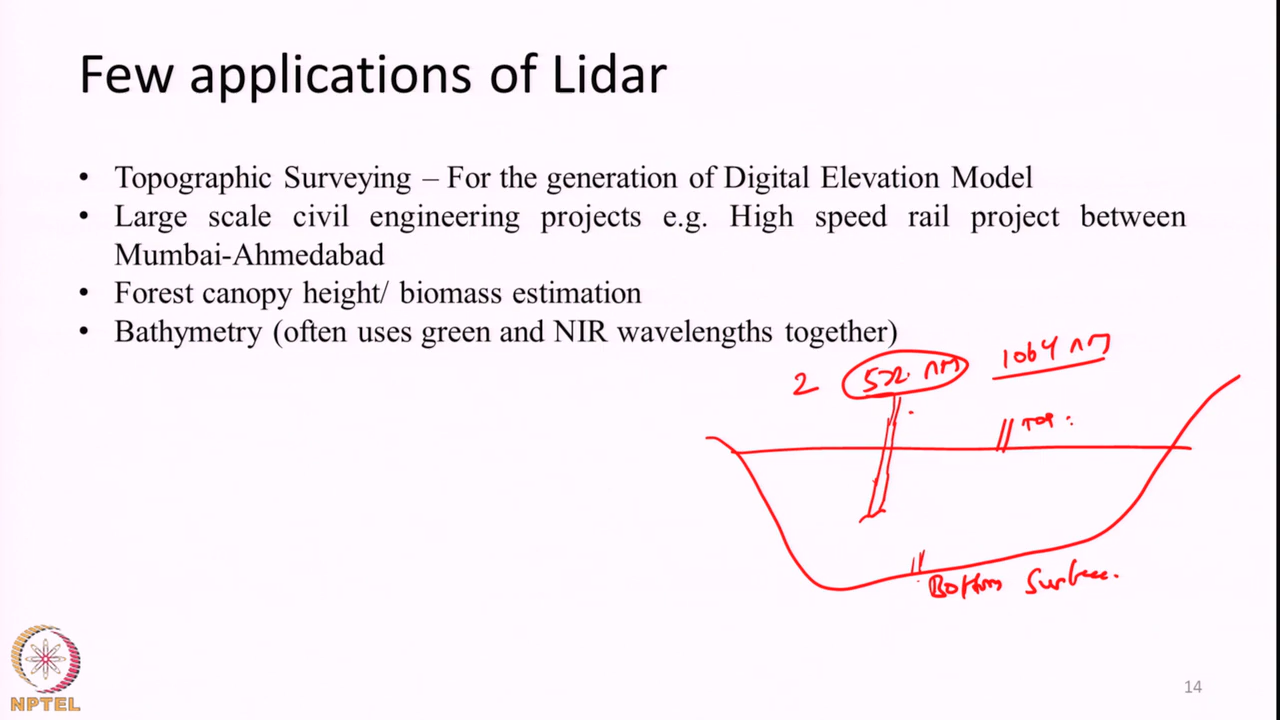 Few applications of Lidar
• Topographic Surveying – For the generation of Digital Elevation Model
• Large scale civil engineering projects e.g. High speed rail project between
Mumbai-Ahmedabad
• Forest canopy height/ biomass estimation
• Bathymetry (often uses green and NIR wavelengths together)
2 532 nm 1064 nm
TOP
Bottom Surface.
NPTEL
14